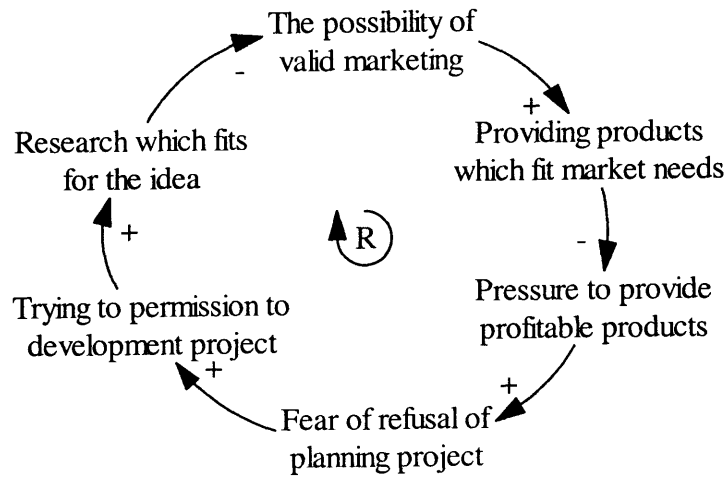 The possibility of
valid marketing
-
+
Providing products
which fit market needs
-
Pressure to provide
profitable products
+
Fear of refusal of
planning project
+
Trying to permission to
development project
+
Research which fits
for the idea
R